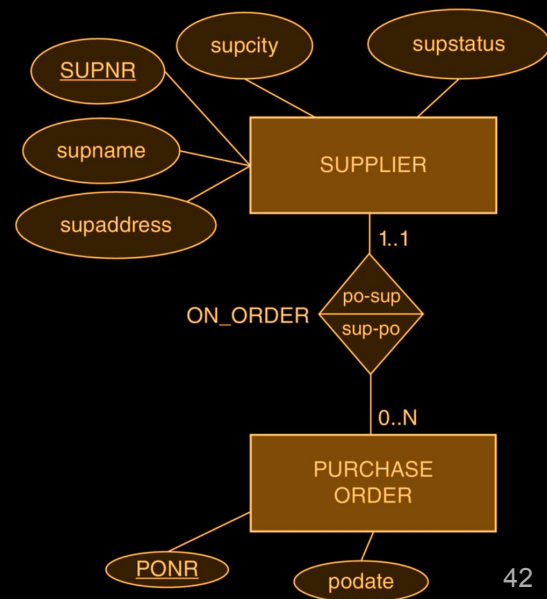 supcity
supstatus
SUPNR
supname
supaddress
SUPPLIER
1..1
ON_ORDER
po-sup
sup-po
0..N
PURCHASE
ORDER
PONR
podate
42